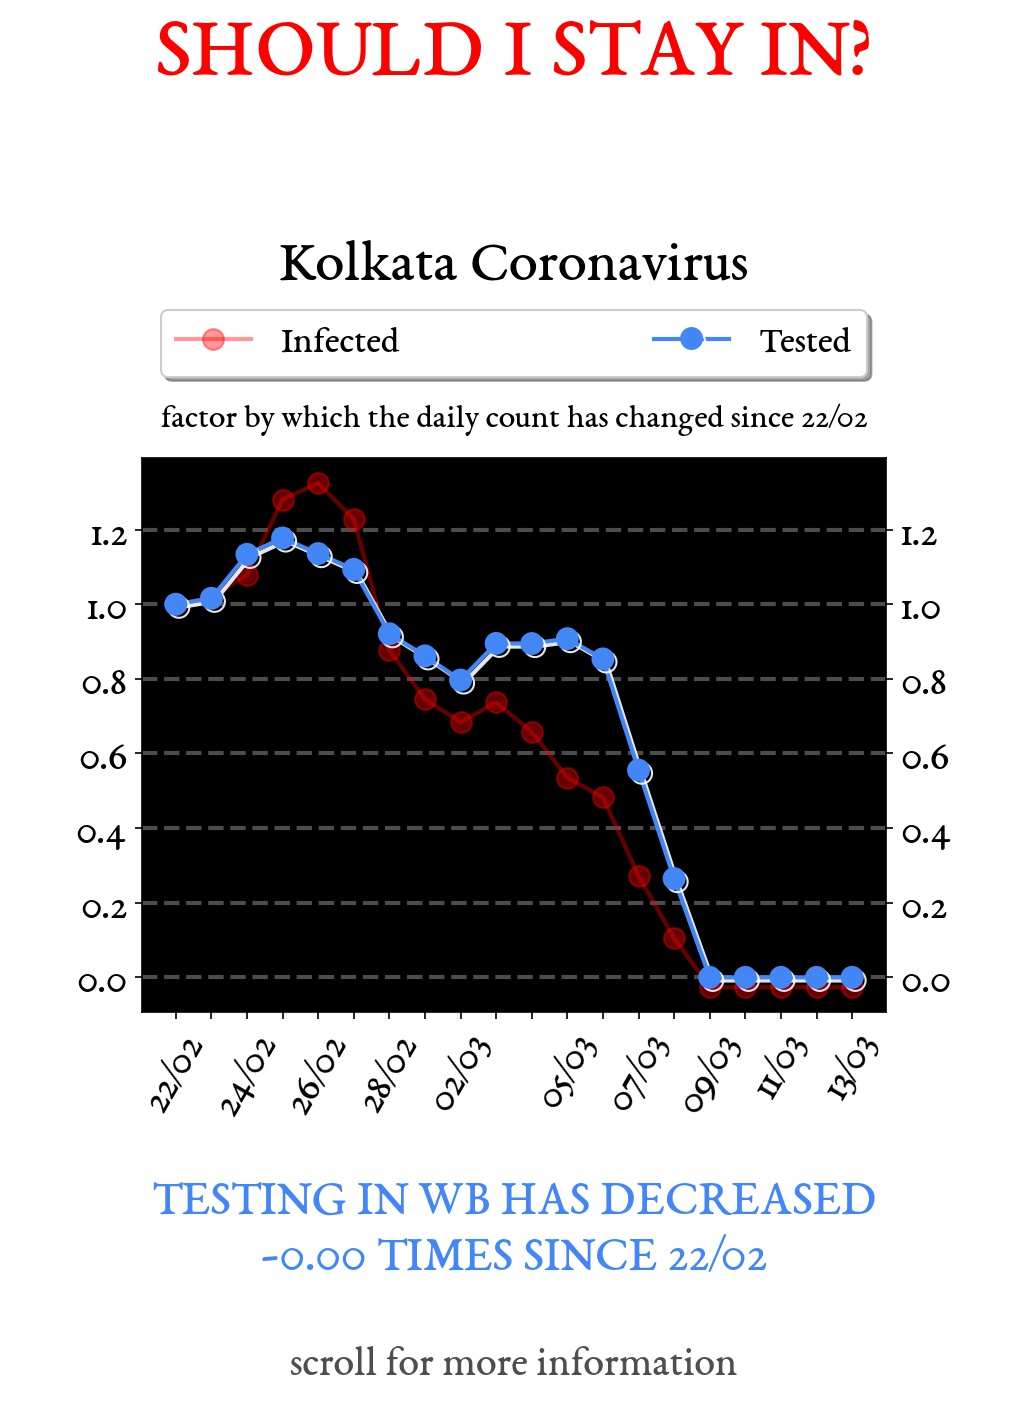 SHOULD I STAY IN?
Kolkata Coronavirus
Infected Tested
factor by which the daily count has changed since 22/02
1.2 1.2
1.0 1.0
0.8 0.8
0.6 0.6
0.4 0.4
0.2 0.2
0.0 0.0
22/02 24/02 26/02 28/02 02/03 05/03 07/03 09/03 11/03 13/03
TESTING IN WB HAS DECREASED
-0.00 TIMES SINCE 22/02
scroll for more information